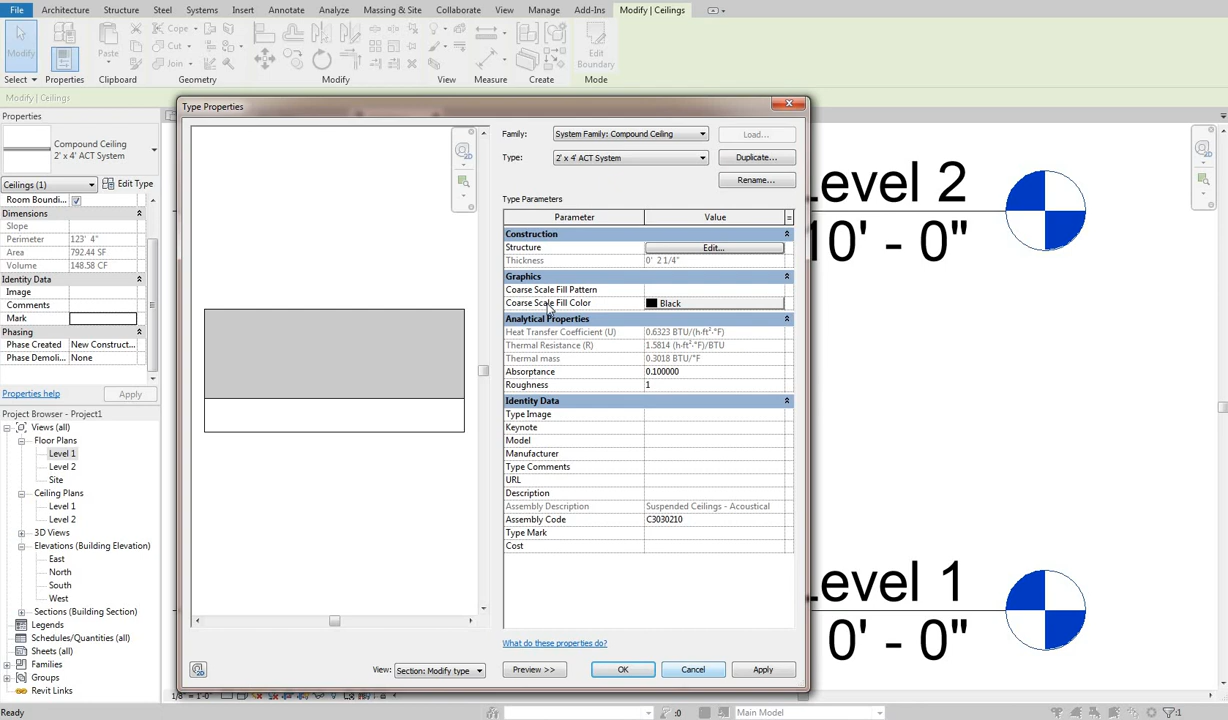 File Architecture Structure Steel Systems Insert Annotate Analyze Massing & Site Collaborate View Manage Add-Ins Modify | Ceilings
Modify
Paste
Cope
Cut
Join
Edit
Boundary
Select Properties Clipboard Geometry Modify View Measure Create Mode
Modify | Ceilings
Properties
Compound Ceiling
2' x 4' ACT System
Ceilings (1) Edit Type
Room Boundi...
Dimensions
Slope
Perimeter 123' 4"
Area 792.44 SF
Volume 148.58 CF
Identity Data
Image
Comments
Mark
Phasing
Phase Created New Construct...
Phase Demoli... None
Properties help Apply
Project Browser - Project1
Views (all)
Floor Plans
Level 1
Level 2
Site
Ceiling Plans
Level 1
Level 2
3D Views
Elevations (Building Elevation)
East
North
South
West
Sections (Building Section)
Legends
Schedules/Quantities (all)
Sheets (all)
Families
Groups
Revit Links
Type Properties
Family: System Family: Compound Ceiling Load...
Type: 2' x 4' ACT System Duplicate...
Rename...
Type Parameters
Parameter Value =
Construction
Structure Edit...
Thickness 0' 2 1/4"
Graphics
Coarse Scale Fill Pattern
Coarse Scale Fill Color Black
Analytical Properties
Heat Transfer Coefficient (U) 0.6323 BTU/(h·ft²·°F)
Thermal Resistance (R) 1.5814 (h·ft²·°F)/BTU
Thermal mass 0.3018 BTU/°F
Absorptance 0.100000
Roughness 1
Identity Data
Type Image
Keynote
Model
Manufacturer
Type Comments
URL
Description
Assembly Description Suspended Ceilings - Acoustical
Assembly Code C3030210
Type Mark
Cost
What do these properties do?
View: Section: Modify type Preview >> OK Cancel Apply
Level 2
10' - 0"
Level 1
0' - 0"
1/8" = 1'-0"
Ready :0 Main Model :1